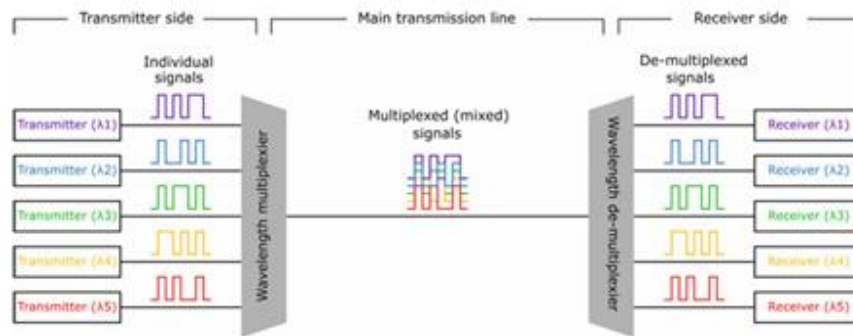 Transmitter side
Main transmission line
Receiver side
Individual
signals
De-multiplexed
signals
Multiplexed (mixed)
signals
Transmitter (λ1)
Transmitter (λ2)
Transmitter (λ3)
Transmitter (λ4)
Transmitter (λ5)
Wavelength multiplexier
Wavelength de-multiplexier
Receiver (λ1)
Receiver (λ2)
Receiver (λ3)
Receiver (λ4)
Receiver (λ5)